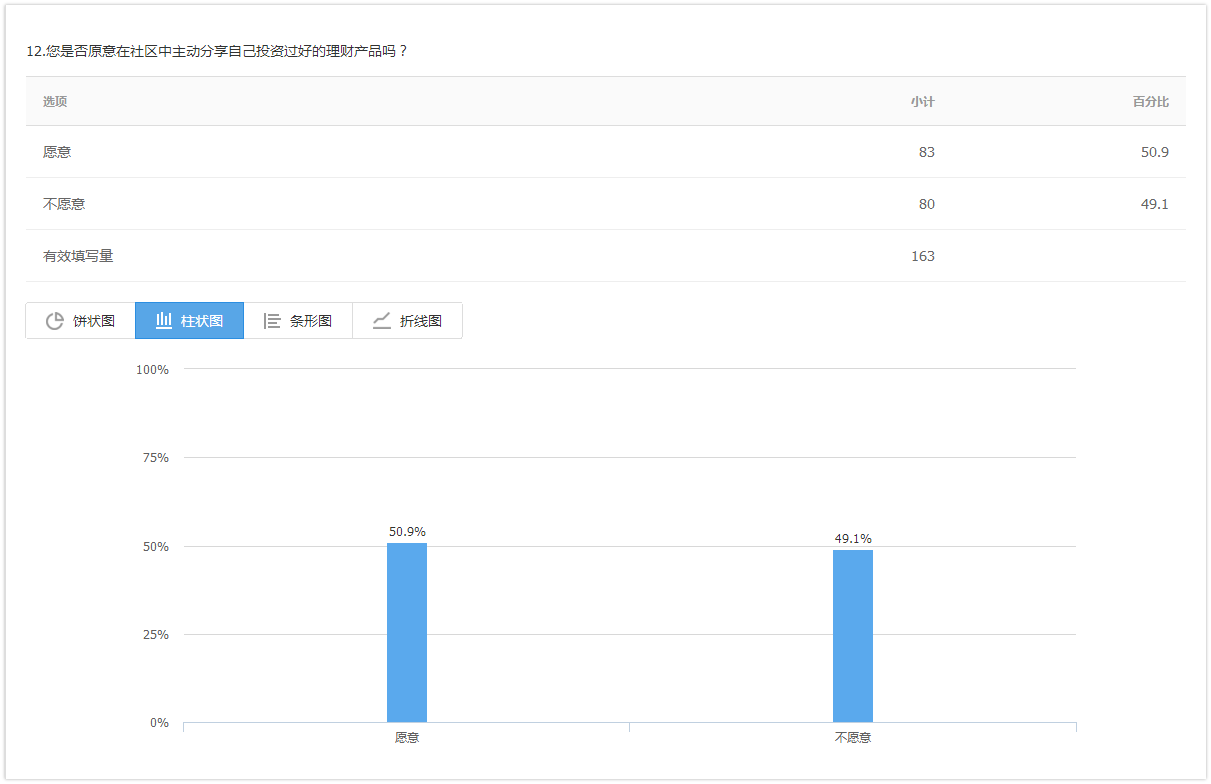 12.您是否愿意在社区中主动分享自己投资过好的理财产品吗？
选项 小计 百分比
愿意 83 50.9
不愿意 80 49.1
有效填写量 163
饼状图 柱状图 条形图 折线图
100%
75%
50.9%
49.1%
50%
25%
0%
愿意 不愿意